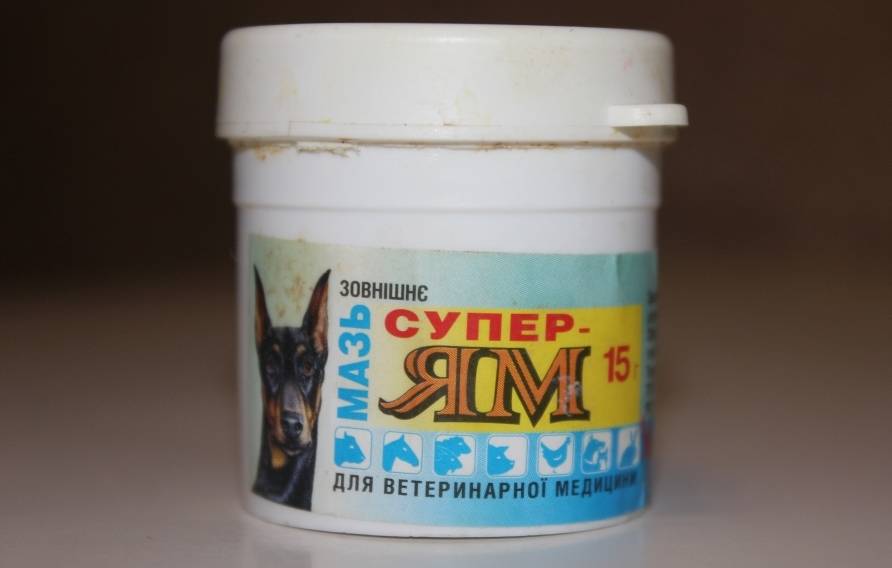 ЗОВНІШНЄ
МАЗЬ
СУПЕР-
ЯМ
15 г
ДЛЯ ВЕТЕРИНАРНОЇ МЕДИЦИНИ